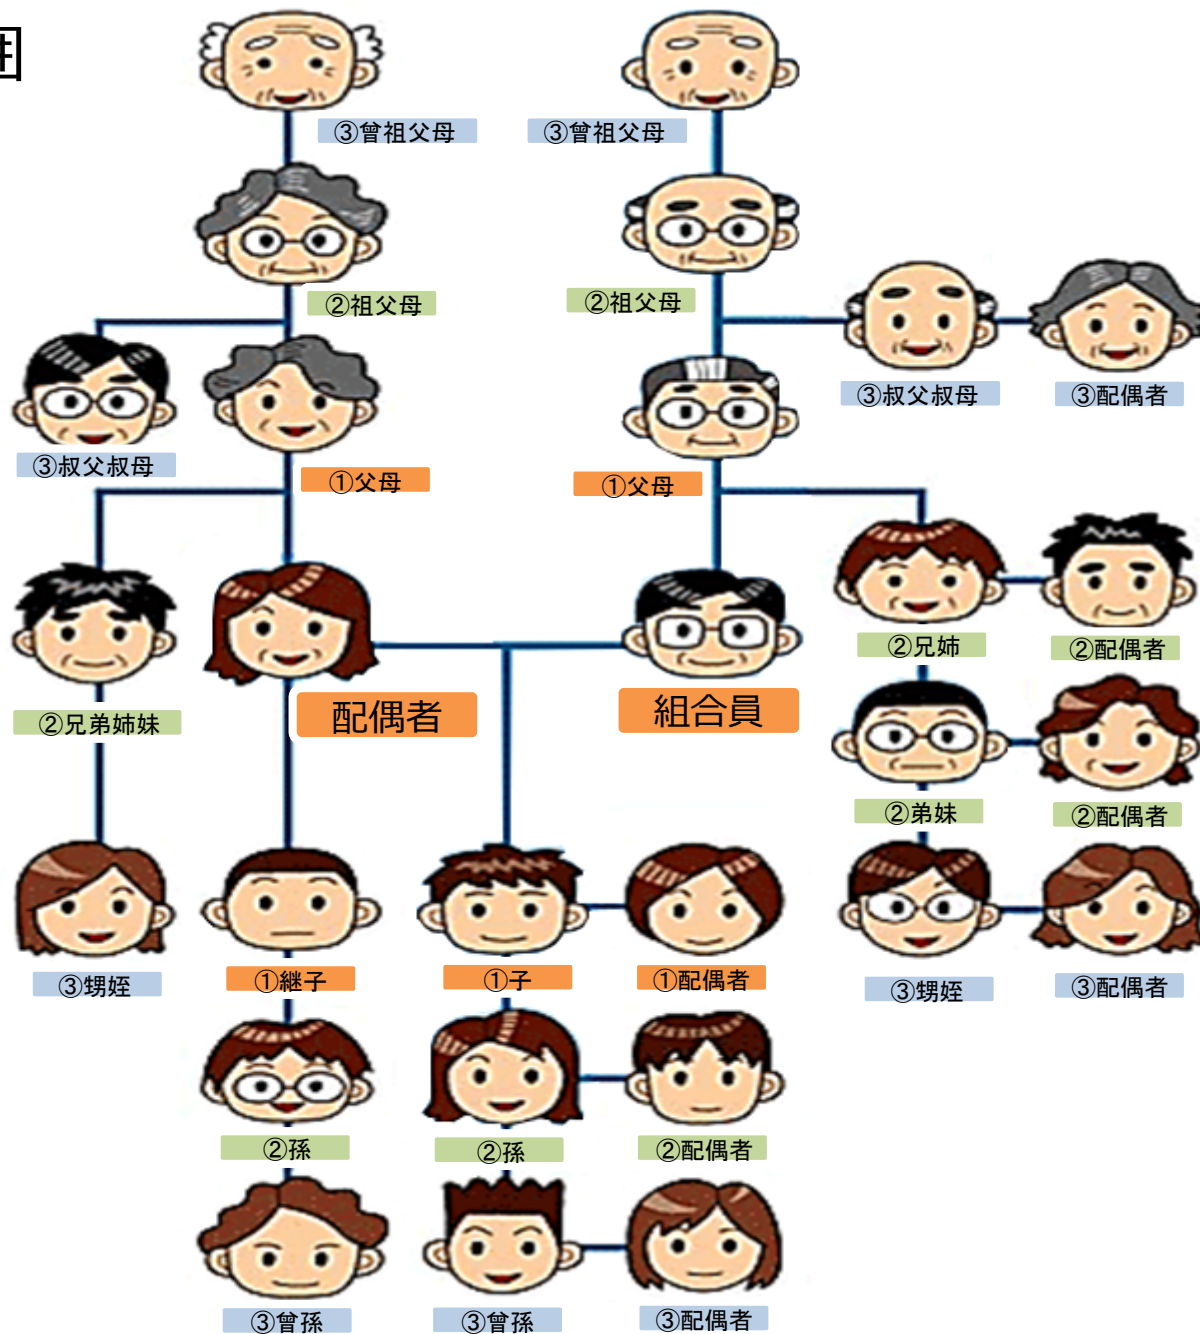 囲
③曾祖父母
③曾祖父母
②祖父母
②祖父母
③叔父叔母
③配偶者
③叔父叔母
①父母
①父母
②兄姉
②配偶者
②兄弟姉妹
配偶者
組合員
②弟妹
②配偶者
③甥姪
①継子
①子
①配偶者
③甥姪
③配偶者
②孫
②孫
②配偶者
③曾孫
③曾孫
③配偶者